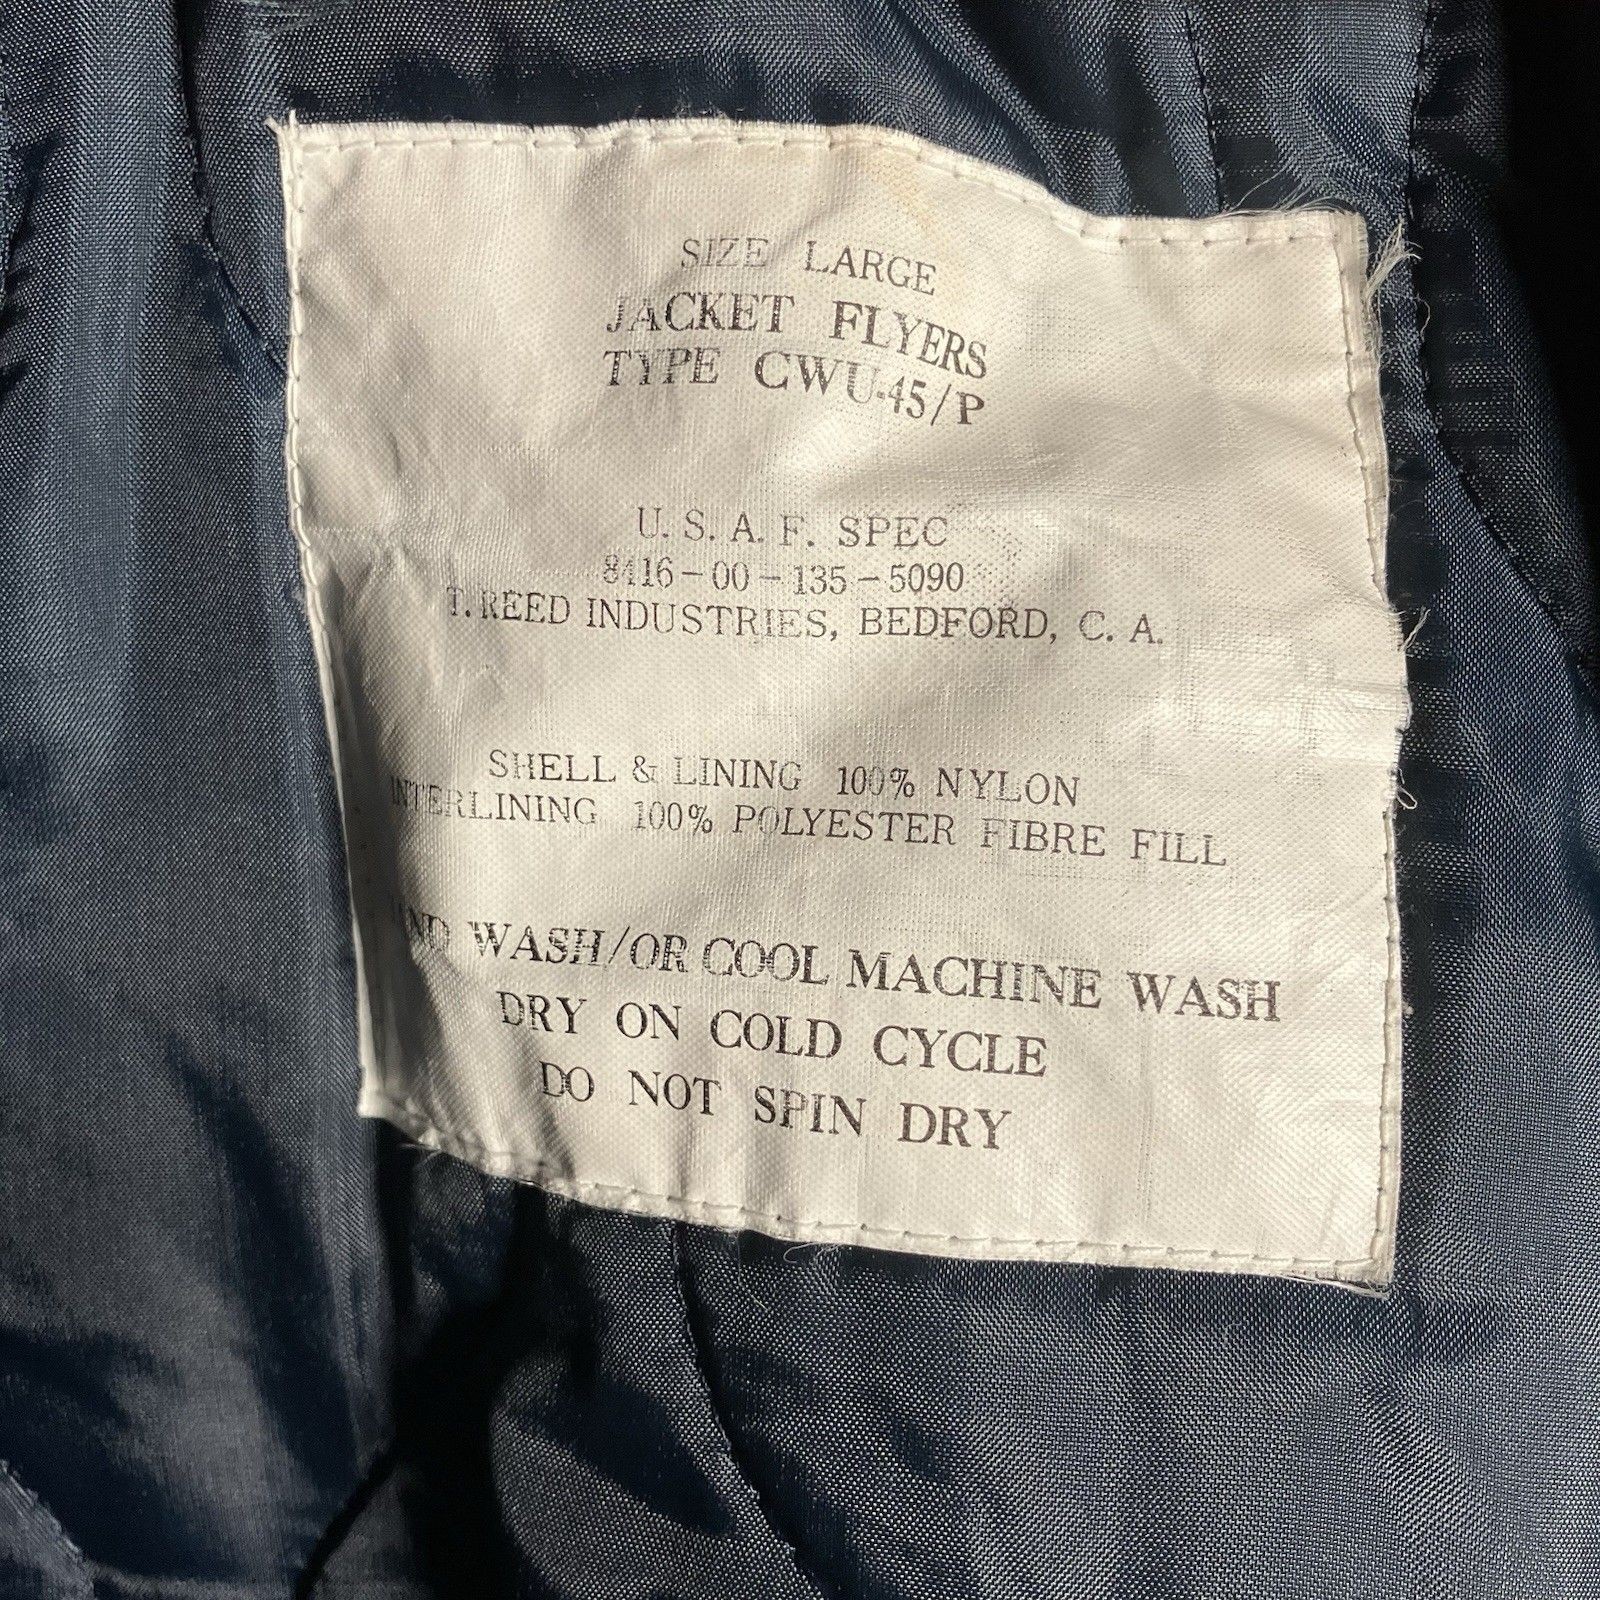 SIZE LARGE
JACKET FLYERS
TYPE CWU-45/P
U. S. A. F. SPEC
8416-00-135-5090
T. REED INDUSTRIES, BEDFORD, C. A.
SHELL & LINING 100% NYLON
INTERLINING 100% POLYESTER FIBRE FILL
WASH/OR COOL MACHINE WASH
DRY ON COLD CYCLE
DO NOT SPIN DRY